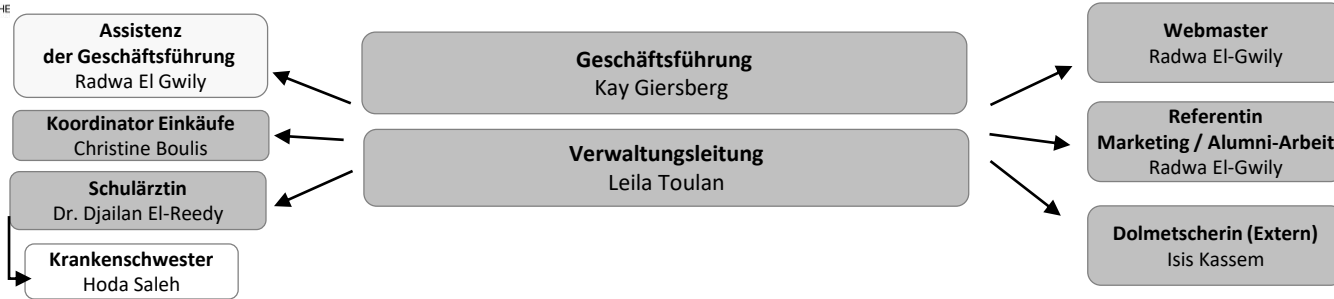 HE
Assistenz
der Geschäftsführung
Radwa El Gwily
Koordinator Einkäufe
Christine Boulis
Schulärztin
Dr. Djailan El-Reedy
Krankenschwester
Hoda Saleh
Geschäftsführung
Kay Giersberg
Verwaltungsleitung
Leila Toulan
Webmaster
Radwa El-Gwily
Referentin
Marketing / Alumni-Arbeit
Radwa El-Gwily
Dolmetscherin (Extern)
Isis Kassem